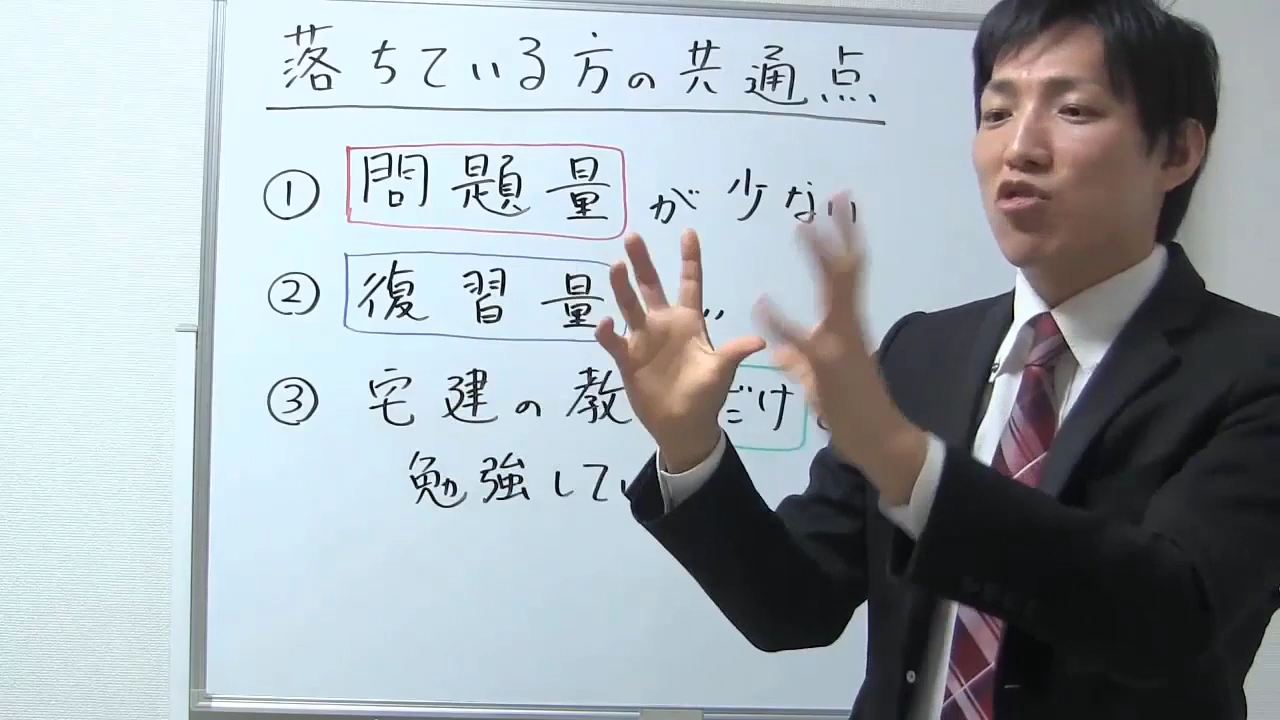 落ちている方の共通点
① 問題量が少ない
② 復習量 〃
③ 宅建の教 だけ
勉強してい